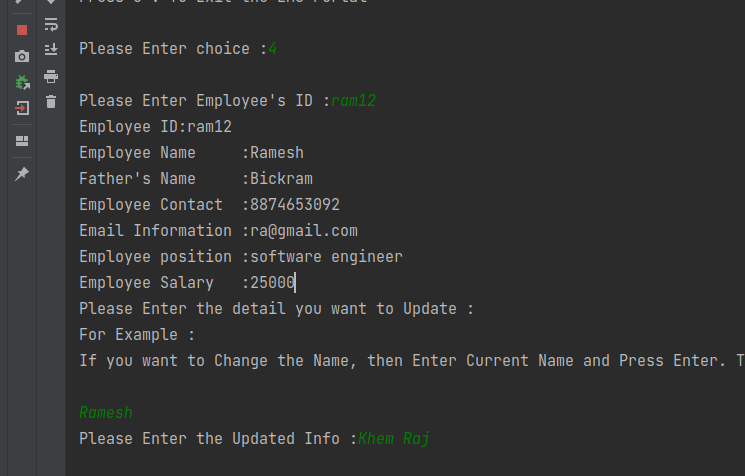 Please Enter choice :4
Please Enter Employee's ID :ram12
Employee ID:ram12
Employee Name     :Ramesh
Father's Name     :Bickram
Employee Contact  :8874653092
Email Information :ra@gmail.com
Employee position :software engineer
Employee Salary   :25000
Please Enter the detail you want to Update :
For Example :
If you want to Change the Name, then Enter Current Name and Press Enter. T
Ramesh
Please Enter the Updated Info :Khem Raj